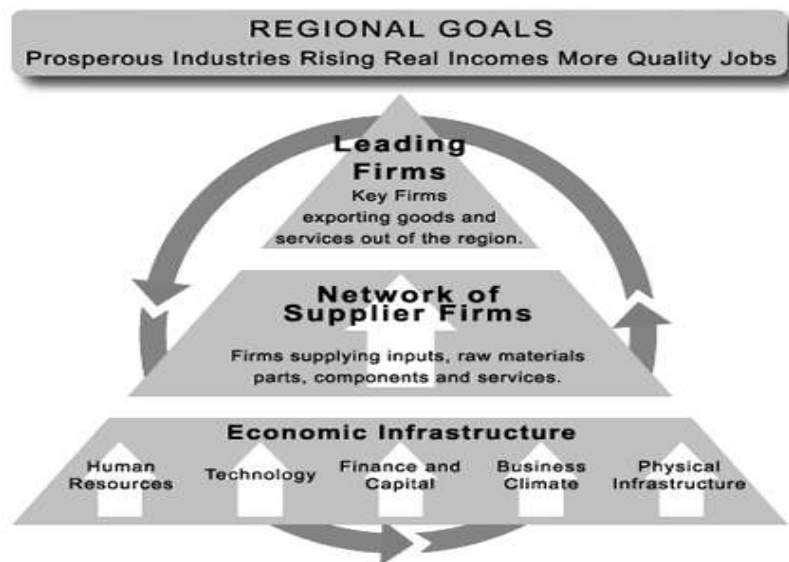 REGIONAL GOALS
Prosperous Industries Rising Real Incomes More Quality Jobs
Leading
Firms
Key Firms
exporting goods and
services out of the region.
Network of
Supplier Firms
Firms supplying inputs, raw materials
parts, components and services.
Economic Infrastructure
Human
Resources
Technology
Finance and
Capital
Business
Climate
Physical
Infrastructure